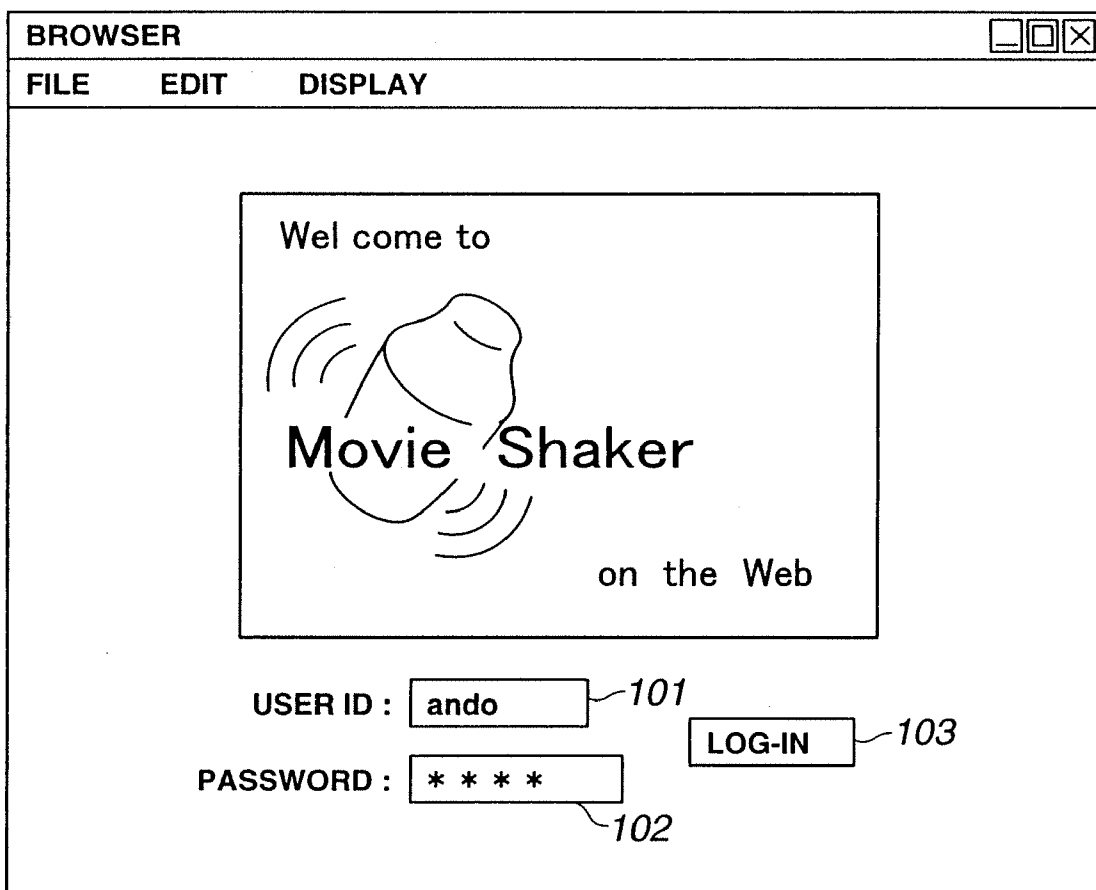 BROWSER
FILE EDIT DISPLAY
Wel come to
Movie Shaker
on the Web
USER ID : ando 101
LOG-IN 103
PASSWORD : * * * * 102